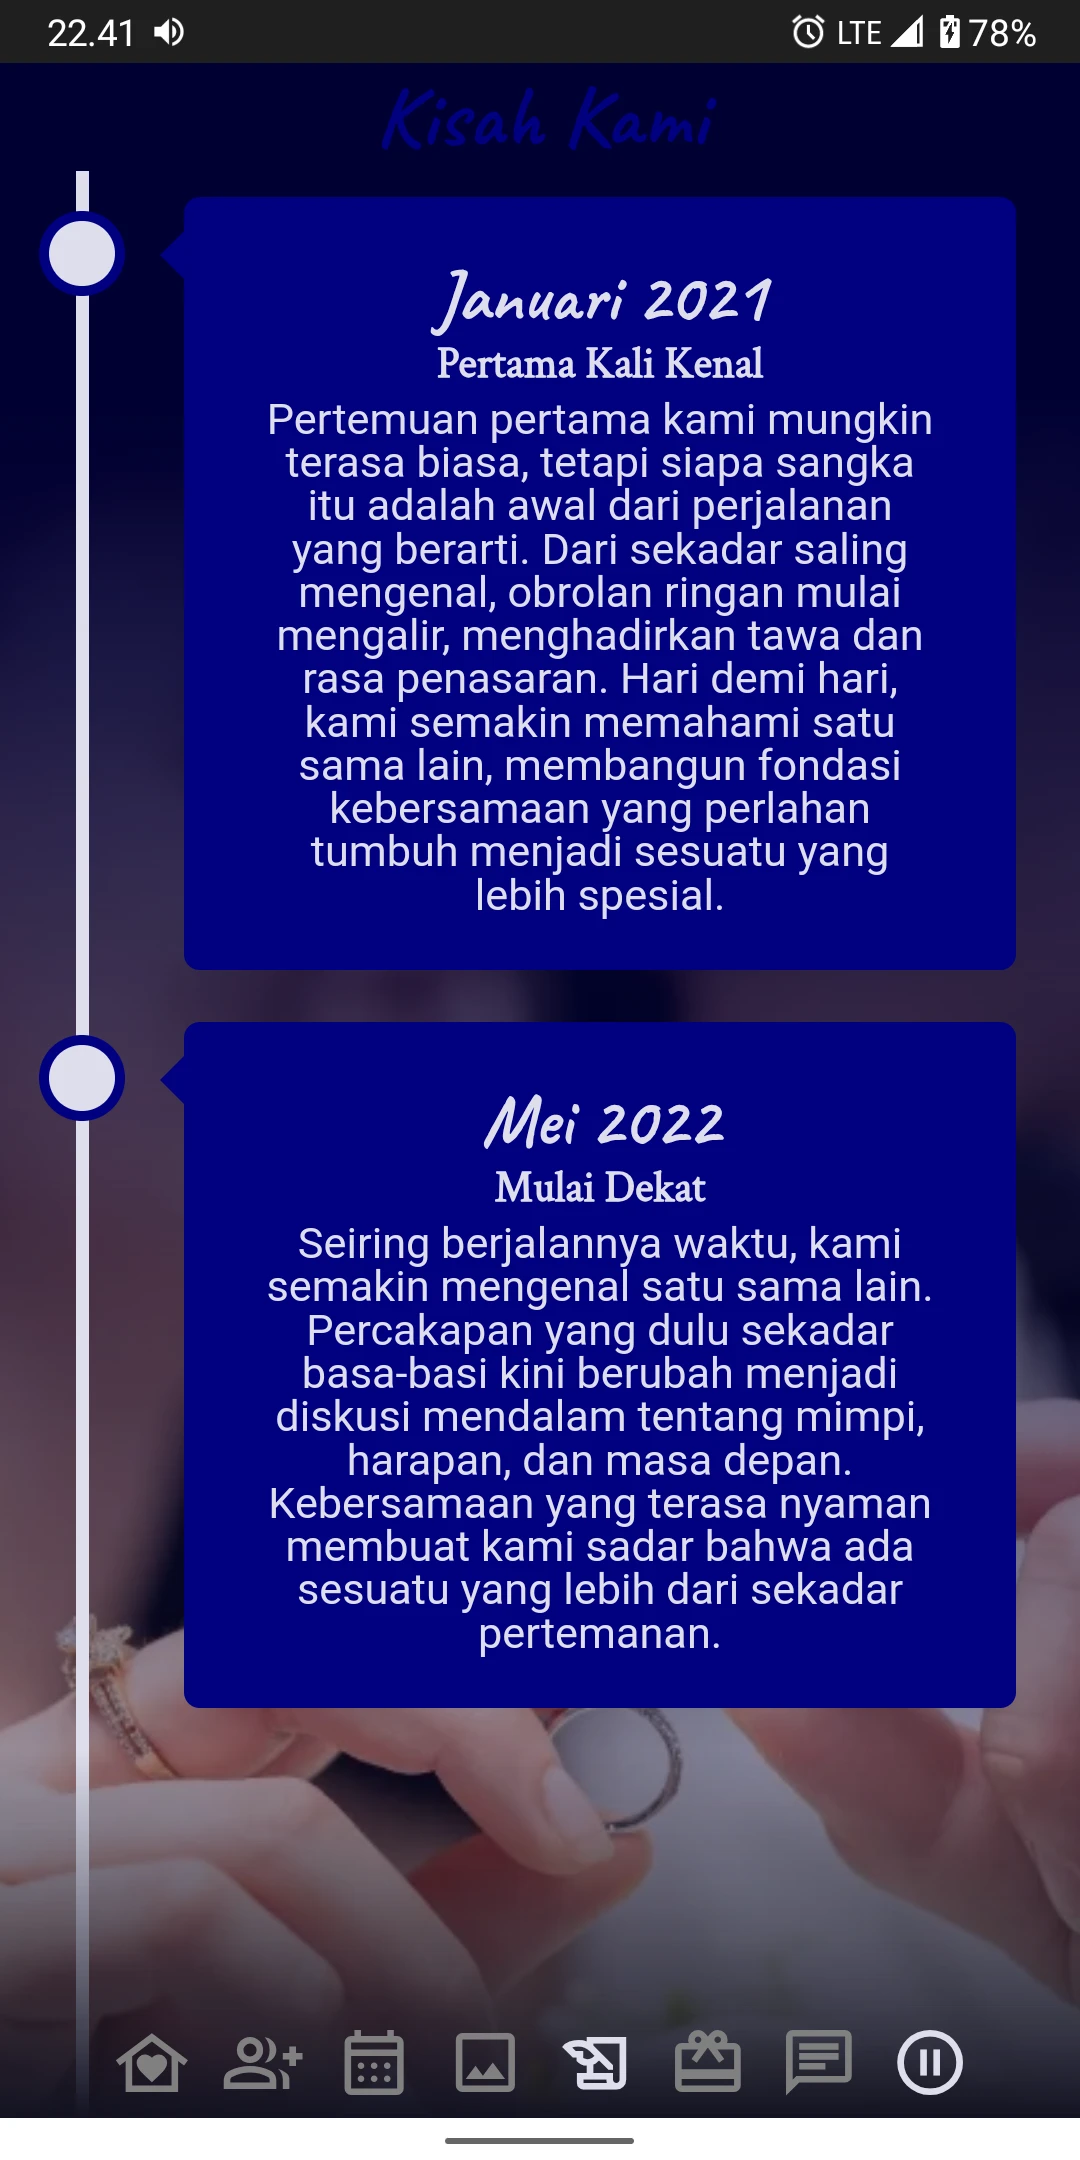 22.41
LTE
78%
Kisah Kami
Januari 2021
Pertama Kali Kenal
Pertemuan pertama kami mungkin
terasa biasa, tetapi siapa sangka
itu adalah awal dari perjalanan
yang berarti. Dari sekadar saling
mengenal, obrolan ringan mulai
mengalir, menghadirkan tawa dan
rasa penasaran. Hari demi hari,
kami semakin memahami satu
sama lain, membangun fondasi
kebersamaan yang perlahan
tumbuh menjadi sesuatu yang
lebih spesial.
Mei 2022
Mulai Dekat
Seiring berjalannya waktu, kami
semakin mengenal satu sama lain.
Percakapan yang dulu sekadar
basa-basi kini berubah menjadi
diskusi mendalam tentang mimpi,
harapan, dan masa depan.
Kebersamaan yang terasa nyaman
membuat kami sadar bahwa ada
sesuatu yang lebih dari sekadar
pertemanan.